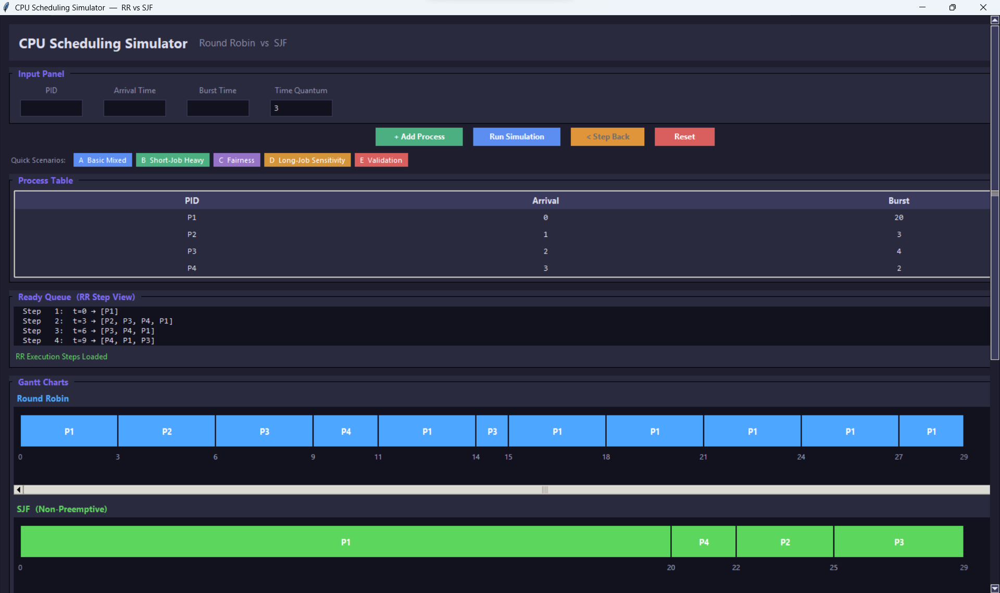 CPU Scheduling Simulator — RR vs SJF
CPU Scheduling Simulator Round Robin vs SJF
Input Panel
PID Arrival Time Burst Time Time Quantum
3
+ Add Process Run Simulation < Step Back Reset
Quick Scenarios: A Basic Mixed B Short-Job Heavy C Fairness D Long-Job Sensitivity E Validation
Process Table
PID Arrival Burst
P1 0 20
P2 1 3
P3 2 4
P4 3 2
Ready Queue (RR Step View)
Step 1: t=0 → [P1]
Step 2: t=3 → [P2, P3, P4, P1]
Step 3: t=6 → [P3, P4, P1]
Step 4: t=9 → [P4, P1, P3]
RR Execution Steps Loaded
Gantt Charts
Round Robin
P1 P2 P3 P4 P1 P3 P1 P1 P1 P1 P1
0 3 6 9 11 14 15 18 21 24 27 29
SJF (Non-Preemptive)
P1 P4 P2 P3
0 20 22 25 29